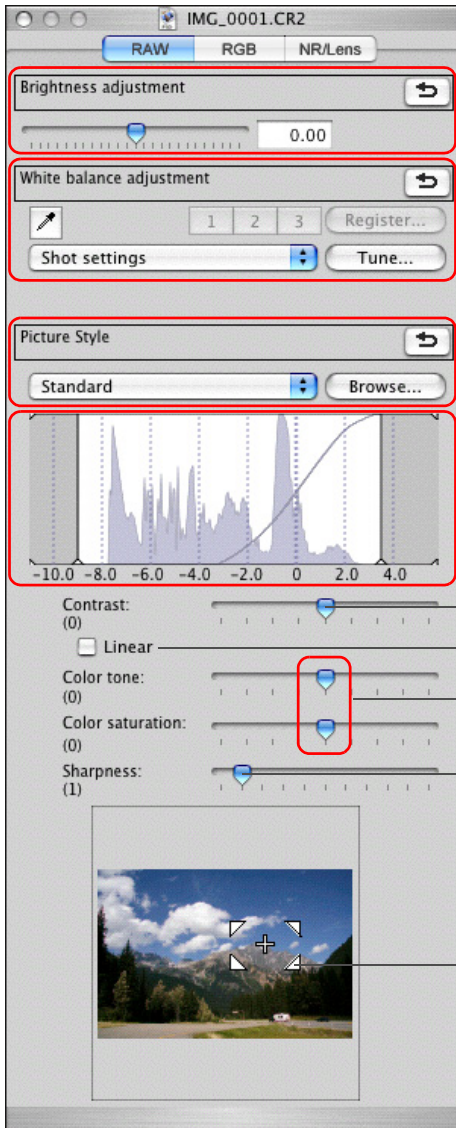 IMG_0001.CR2
RAW RGB NR/Lens
Brightness adjustment
0.00
White balance adjustment
1 2 3 Register...
Shot settings Tune...
Picture Style
Standard Browse...
-10.0 -8.0 -6.0 -4.0 -2.0 0 2.0 4.0
Contrast:
(0)
Linear
Color tone:
(0)
Color saturation:
(0)
Sharpness:
(1)